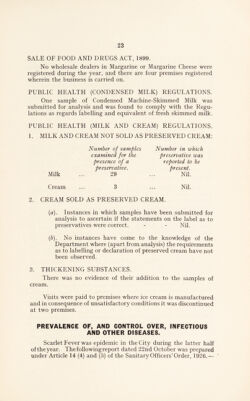 23
SALE OF FOOD AND DRUGS ACT, 1899.
No wholesale dealers in Margarine or Margarine Cheese were
registered during the year, and there are four premises registered
wherein the business is carried on.
PUBLIC HEALTH (CONDENSED MILK) REGULATIONS.
One sample of Condensed Machine-Skimmed Milk was
submitted for analysis and was found to comply with the Regu-
lations as regards labelling and equivalent of fresh skimmed milk.
PUBLIC HEALTH (MILK AND CREAM) REGULATIONS.
1. MILK AND CREAM NOT SOLD AS PRESERVED CREAM:
Number of samples Number in which
examined for the preservative was
presence of a reported to be
preservative. present.
Milk ... 29 ... Nil.
Cream ... 3 ... Nil.
2. CREAM SOLD AS PRESERVED CREAM.
(a). Instances in which samples have been submitted for
analysis to ascertain if the statements on the label as to
preservatives were correct. - - Nil.
(b). No instances have come to the knowledge of the
Department where (apart from analysis) the requirements
as to labelling or declaration of preserved cream have not
been observed.
3. THICKENING SUBSTANCES.
There was no evidence of their addition to samples of
cream.
Visits were paid to premises where ice cream is manufactured
and in consequence of unsatisfactory conditions it was discontinued
at two premises.
PREVALENCE OF, AND CONTROL OVER, INFECTIOUS
AND OTHER DISEASES.
Scarlet Fever was epidemic in the City during the latter half
of the year. The following report dated 22nd October was prepared
under Article 14 (4) and (5) of the Sanitary Officers' Order, 1926.—